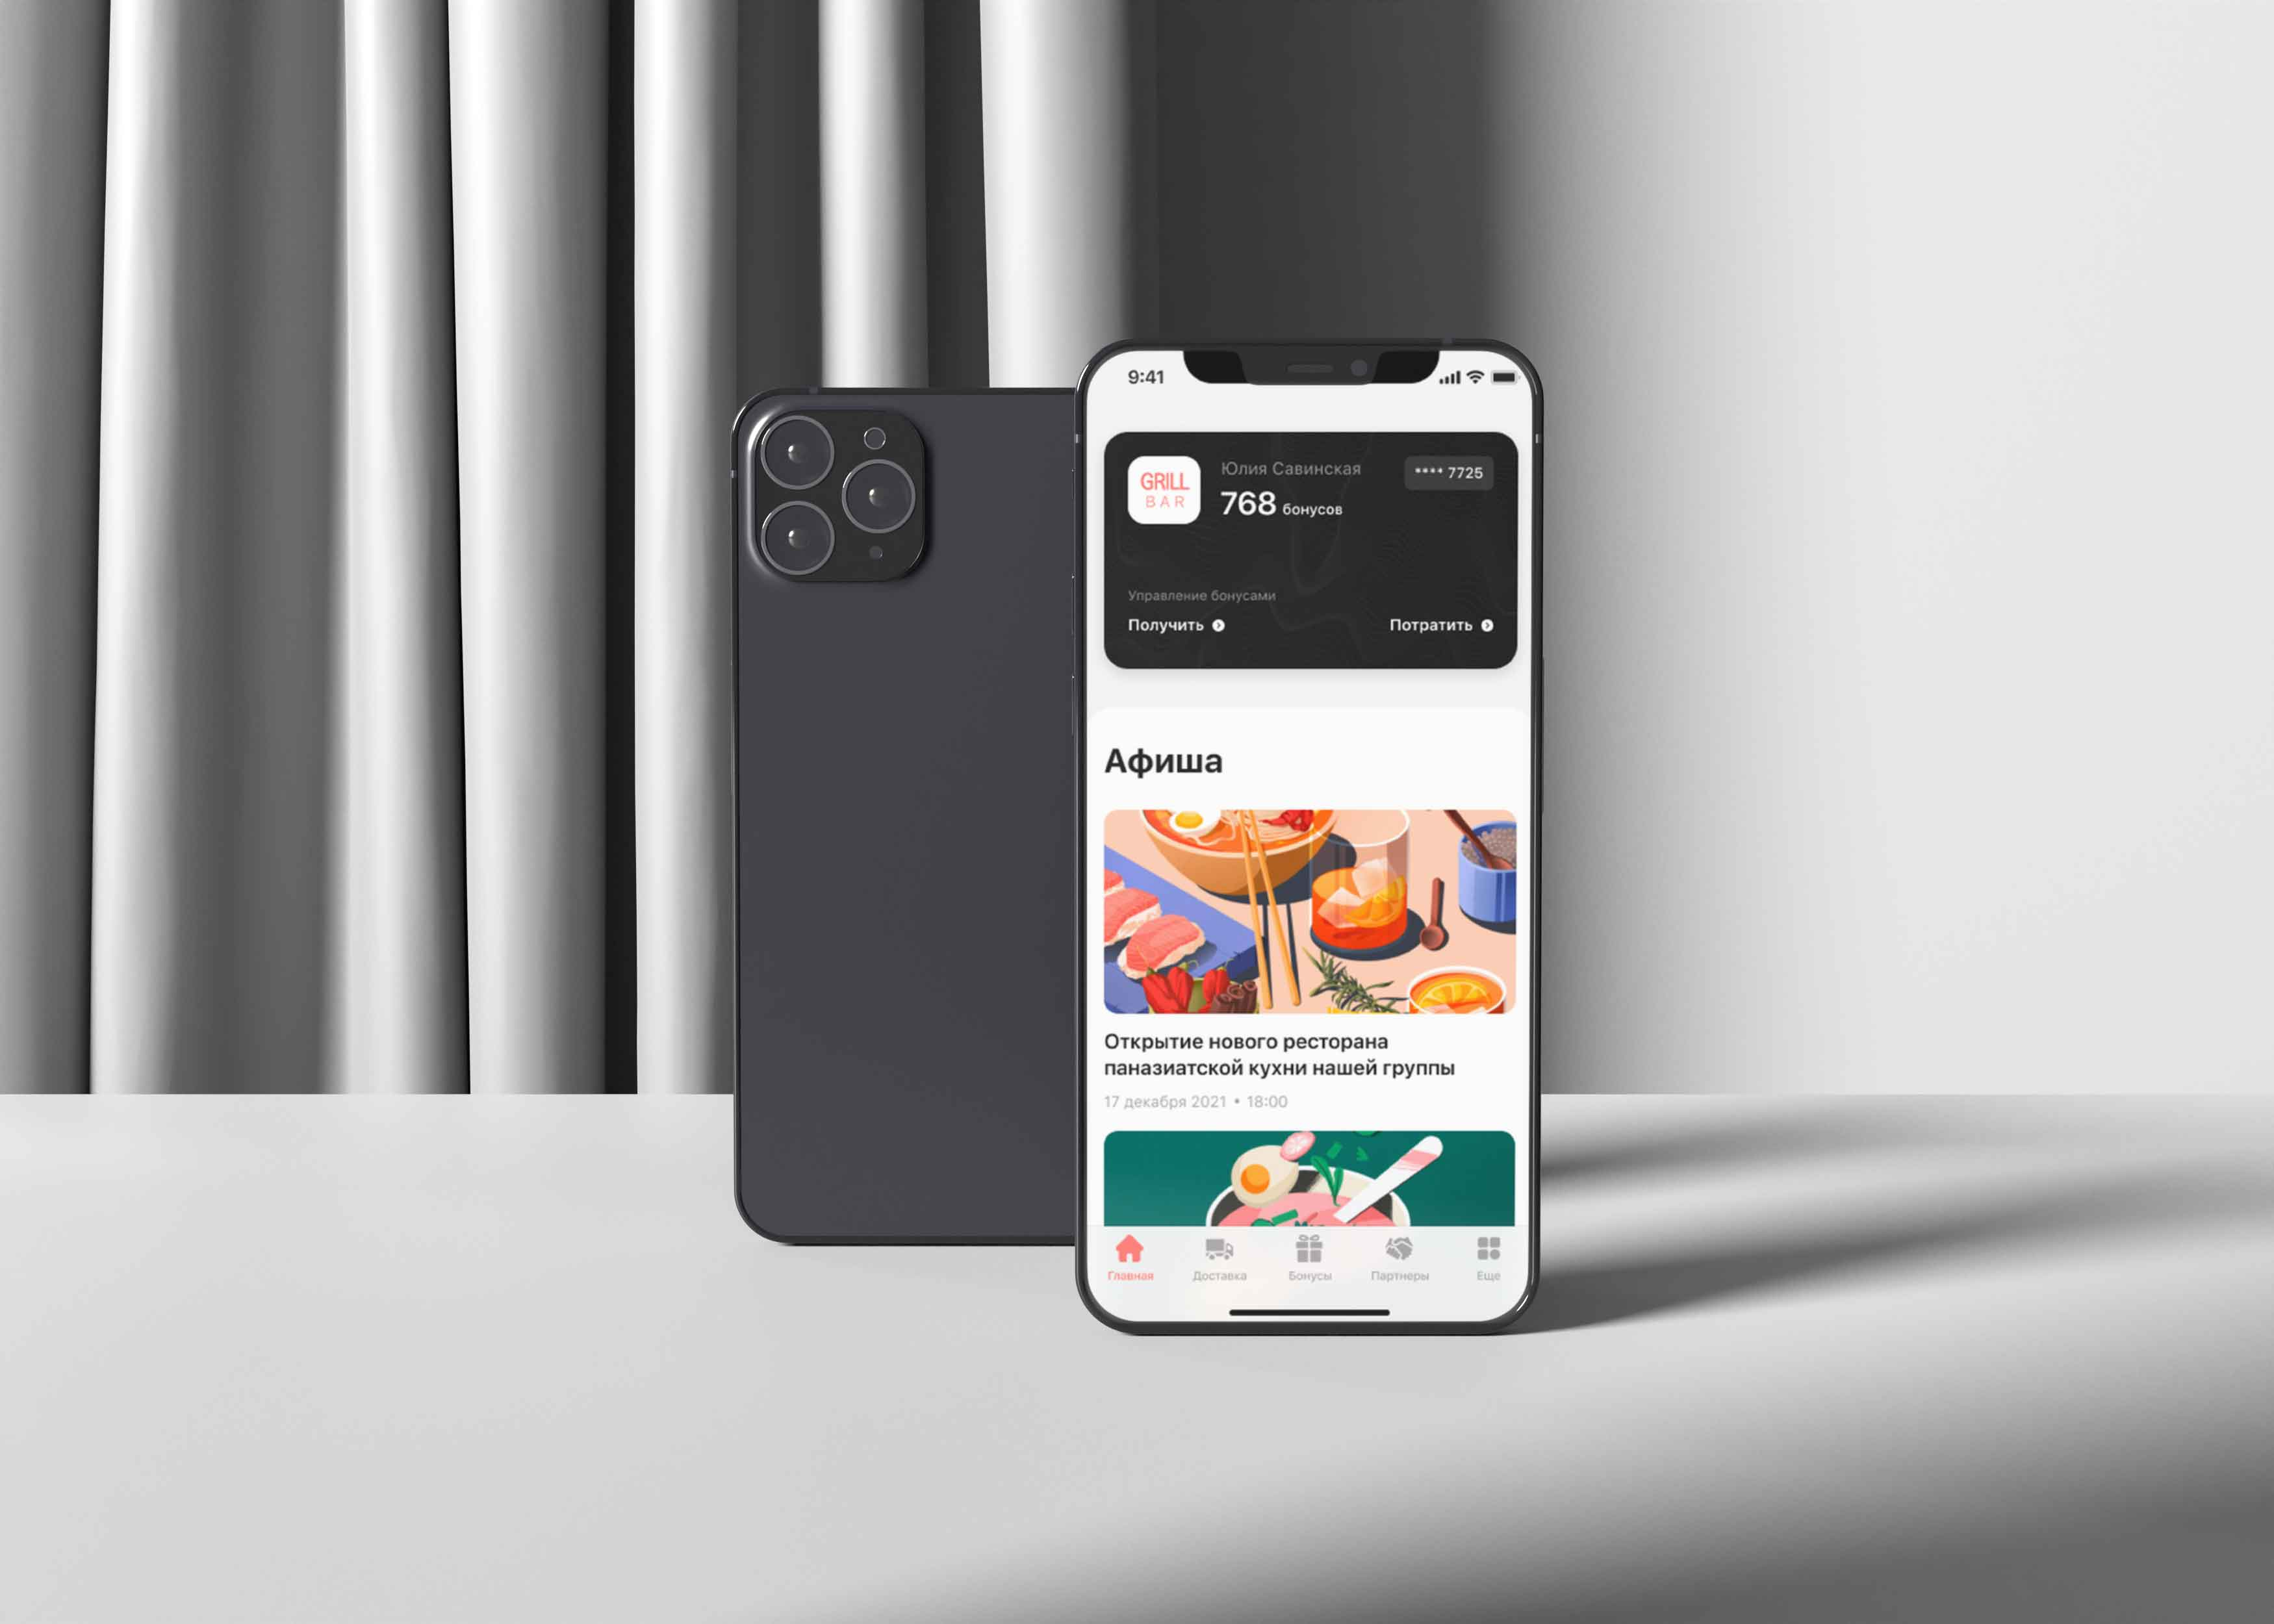 9:41
GRILL
BAR
Юлия Савинская
**** 7725
768 бонусов
Управление бонусами
Получить
Потратить
Афиша
Открытие нового ресторана
паназиатской кухни нашей группы
17 декабря 2021 • 18:00
Главная
Доставка
Бонусы
Партнеры
Еще